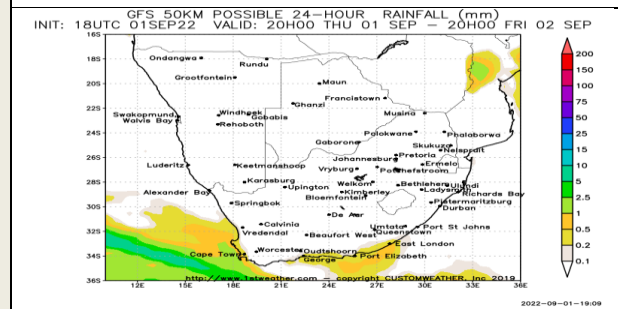 GFS 50KM POSSIBLE 24-HOUR RAINFALL (mm)
INIT: 18UTC 01SEP22 VALID: 20H00 THU 01 SEP - 20H00 FRI 02 SEP
16S
Ondangwa
Rundu
18S
200
Grootfontein
Maun
150
20S
100
Francistown
Ghanzi
75
22S
Musina
Windhoek
Swakopmund
Gobabis
50
Walvis Bay
Rehoboth
24S
Polokwane
Phalaborwa
25
Gaborone
Skukuza
Nelspruit
15
26S
Johannesburg
Pretoria
Luderitz
Keetmanshoop
Vryburg
Ermelo
10
Potchefstroom
28S
Karasburg
Welkom
Bethlehem
Ulundi
5
Alexander Bay
Upington
Kimberley
Ladysmith
Richards Bay
Bloemfontein
2.5
30S
Springbok
Pietermaritzburg
Durban
De Aar
1
Calvinia
Umtata
Port St Johns
0.5
32S
Vredendal
Beaufort West
Queenstown
East London
0.2
Worcester
Oudtshoorn
34S
Cape Town
George
Port Elizabeth
0.1
http://www.1stweather.com - copyright CUSTOMWEATHER, Inc 2019
36S
12E 15E 18E 21E 24E 27E 30E 33E 36E
2022-09-01-19:09